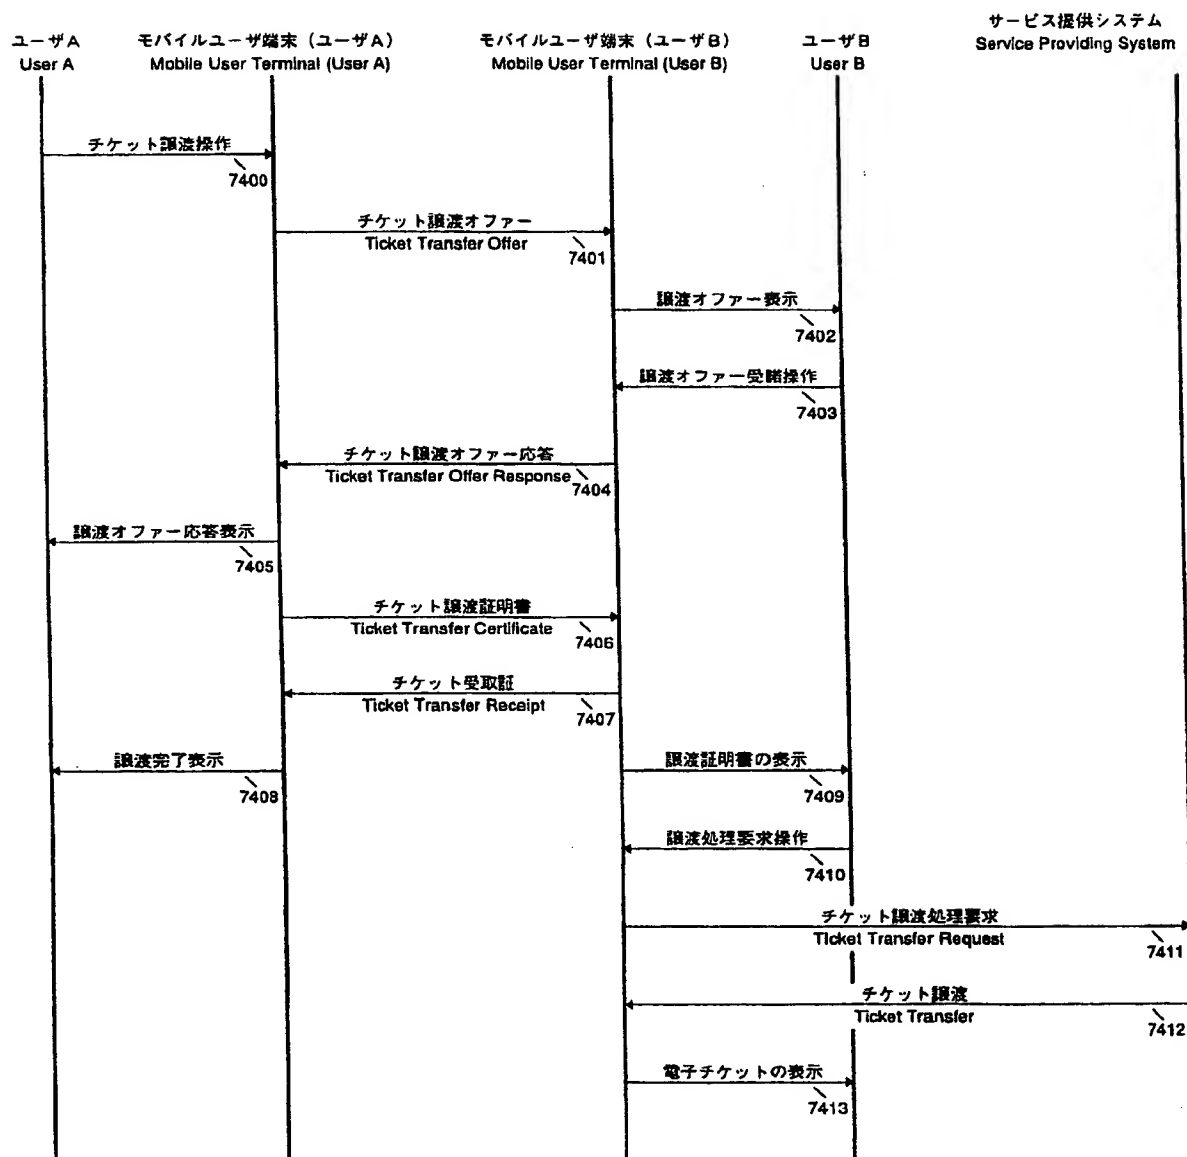 サービス提供システム
Service Providing System
ユーザA
User A
モバイルユーザ端末（ユーザA）
Mobile User Terminal (User A)
モバイルユーザ端末（ユーザB）
Mobile User Terminal (User B)
ユーザB
User B
チケット譲渡操作
7400
チケット譲渡オファー
Ticket Transfer Offer
7401
譲渡オファー表示
7402
譲渡オファー受諾操作
7403
チケット譲渡オファー応答
Ticket Transfer Offer Response
7404
譲渡オファー応答表示
7405
チケット譲渡証明書
Ticket Transfer Certificate
7406
チケット受取証
Ticket Transfer Receipt
7407
譲渡完了表示
7408
譲渡証明書の表示
7409
譲渡処理要求操作
7410
チケット譲渡処理要求
Ticket Transfer Request
7411
チケット譲渡
Ticket Transfer
7412
電子チケットの表示
7413